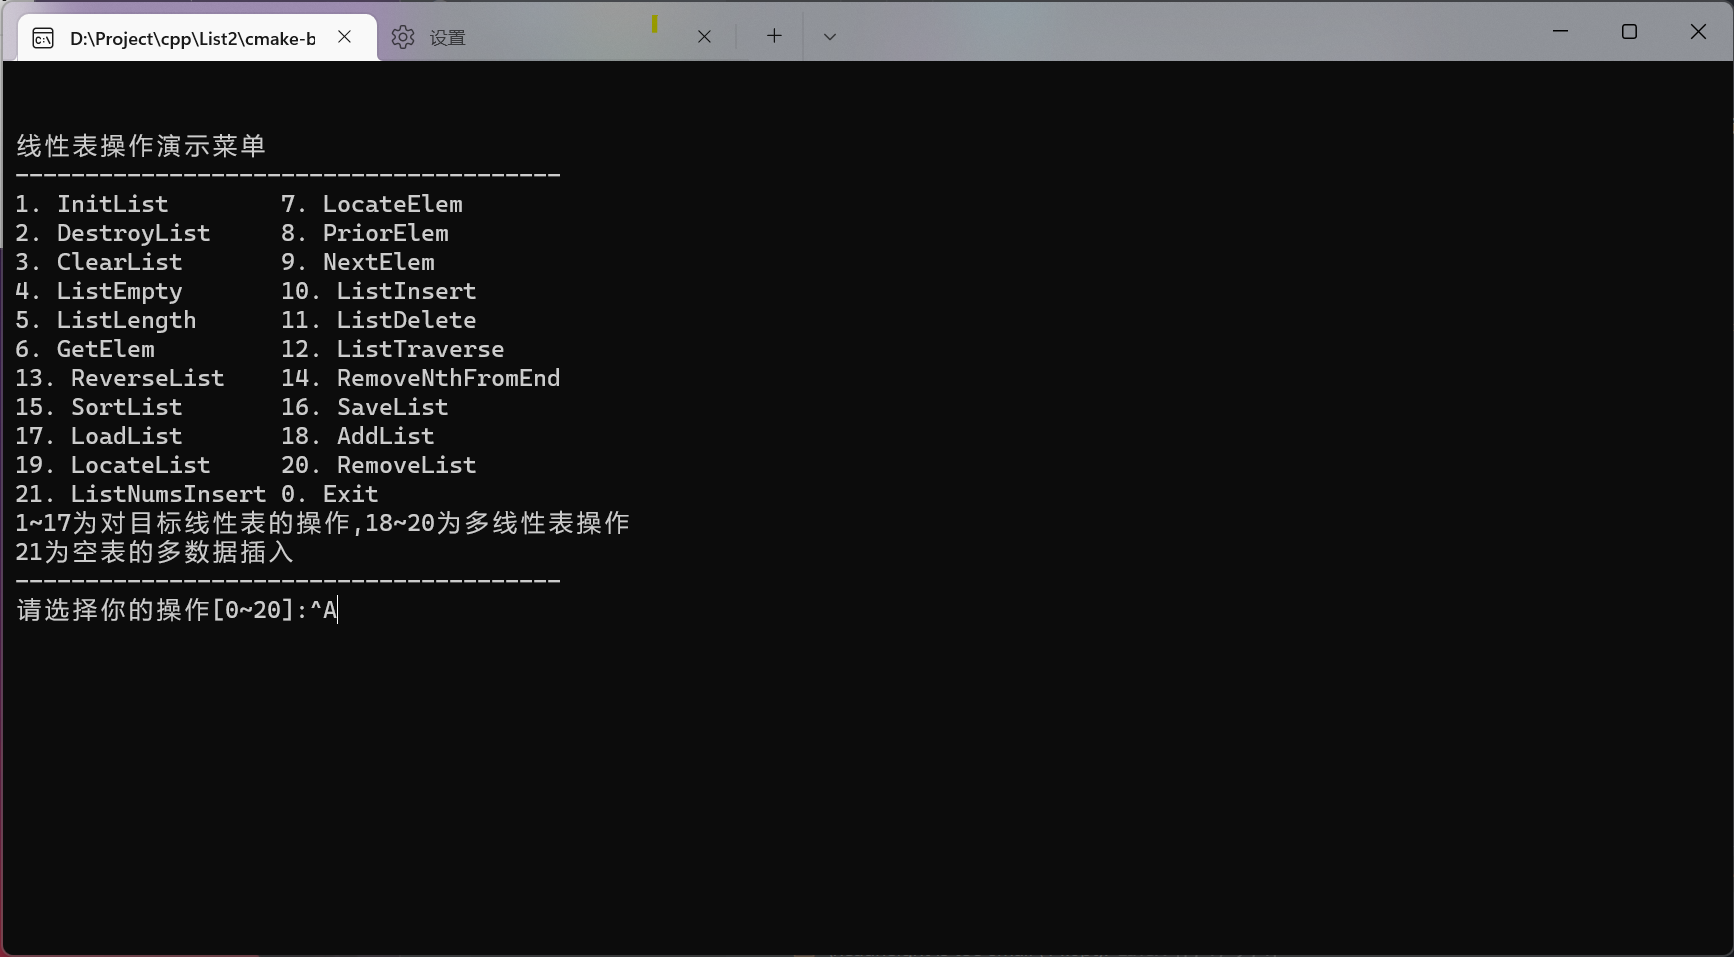 D:\Project\cpp\List2\cmake-b
设置
线性表操作演示菜单
---------------------------------------
1. InitList        7. LocateElem
2. DestroyList     8. PriorElem
3. ClearList       9. NextElem
4. ListEmpty       10. ListInsert
5. ListLength      11. ListDelete
6. GetElem         12. ListTraverse
13. ReverseList    14. RemoveNthFromEnd
15. SortList       16. SaveList
17. LoadList       18. AddList
19. LocateList     20. RemoveList
21. ListNumsInsert 0. Exit
1~17为对目标线性表的操作,18~20为多线性表操作
21为空表的多数据插入
---------------------------------------
请选择你的操作[0~20]:^A